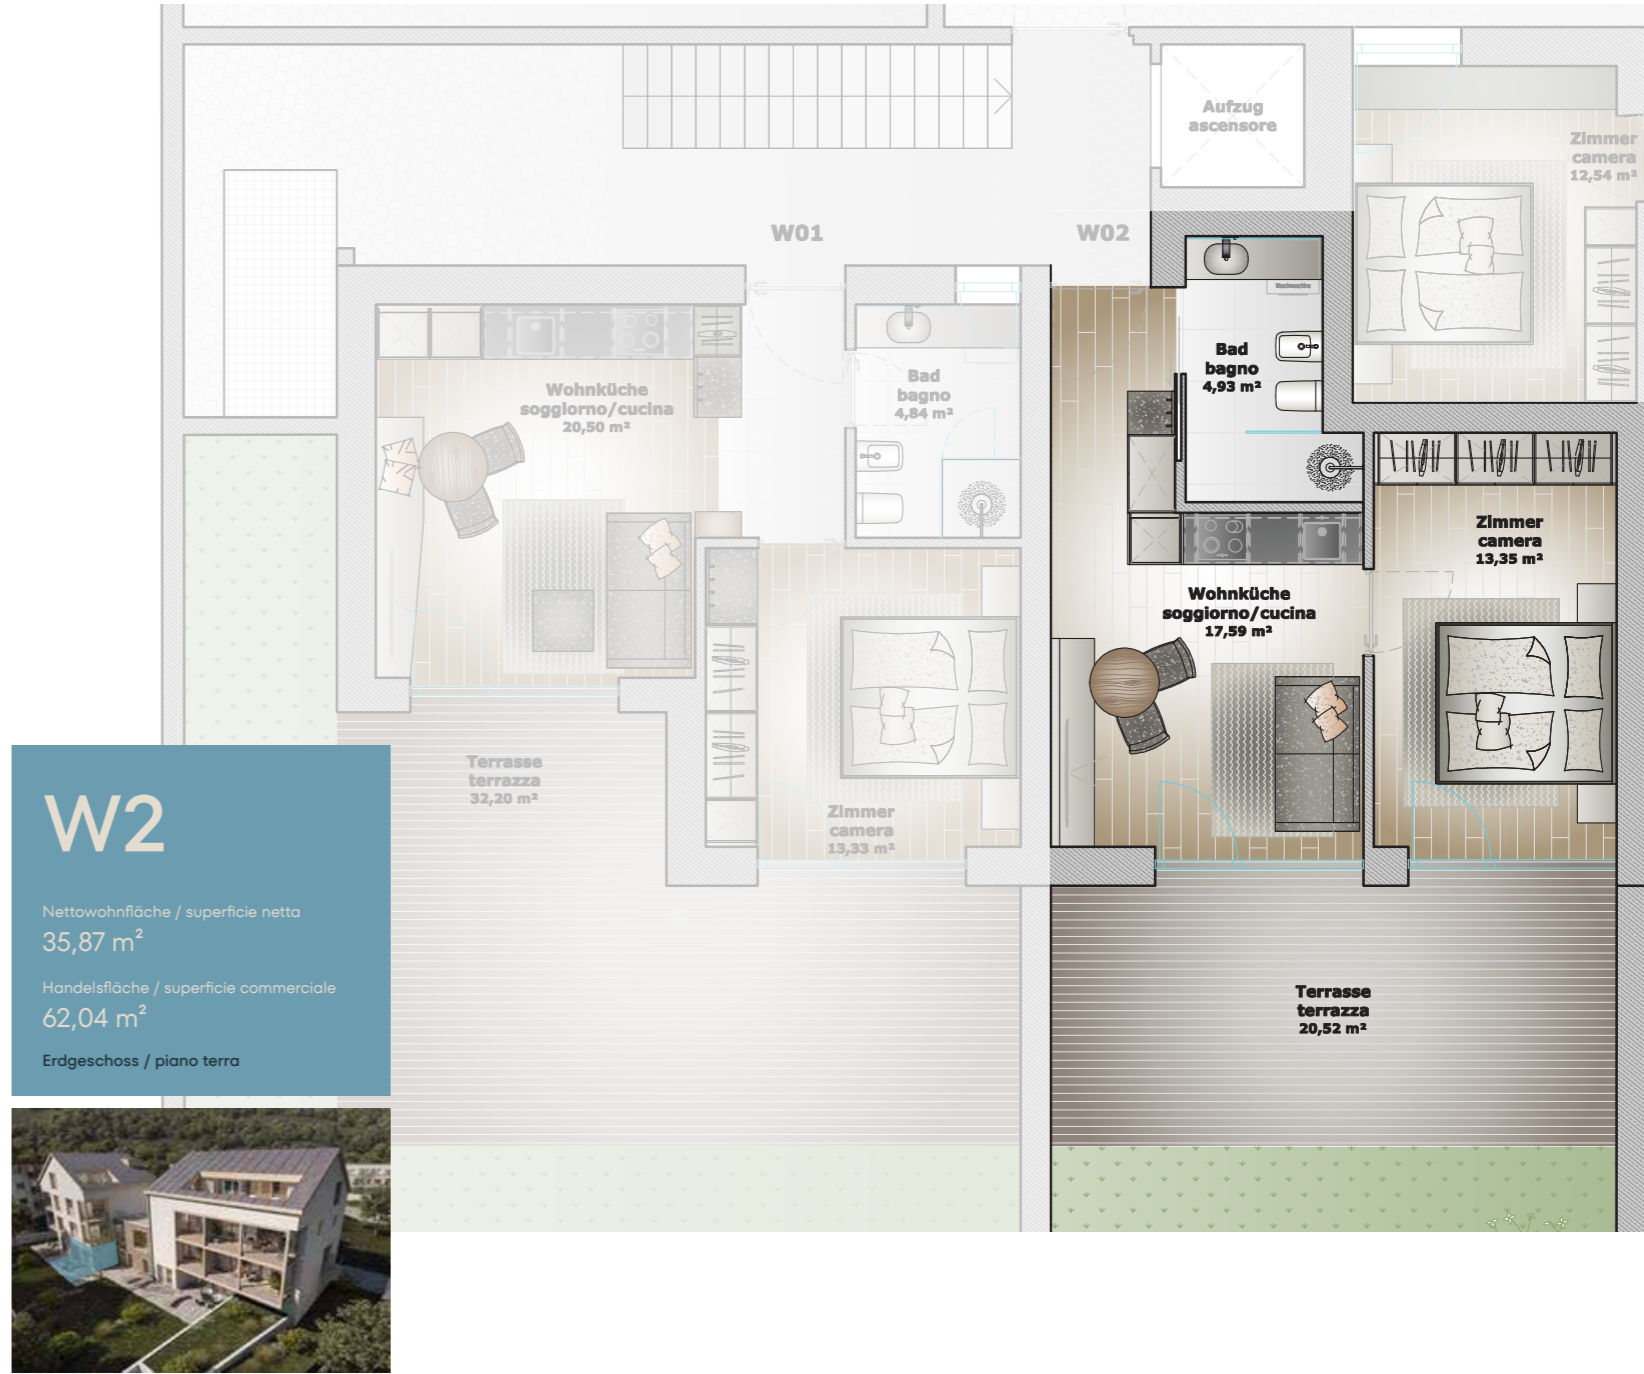 Aufzug
ascensore
Zimmer
camera
12,54 m²
W01
W02
Bad
bagno
4,93 m²
Wohnküche
soggiorno/cucina
20,50 m²
Bad
bagno
4,84 m²
Zimmer
camera
13,35 m²
Wohnküche
soggiorno/cucina
17,59 m²
Terrasse
terrazza
32,20 m²
Zimmer
camera
13,33 m²
Terrasse
terrazza
20,52 m²
W2
Nettowohnfläche / superficie netta
35,87 m²
Handelsfläche / superficie commerciale
62,04 m²
Erdgeschoss / piano terra